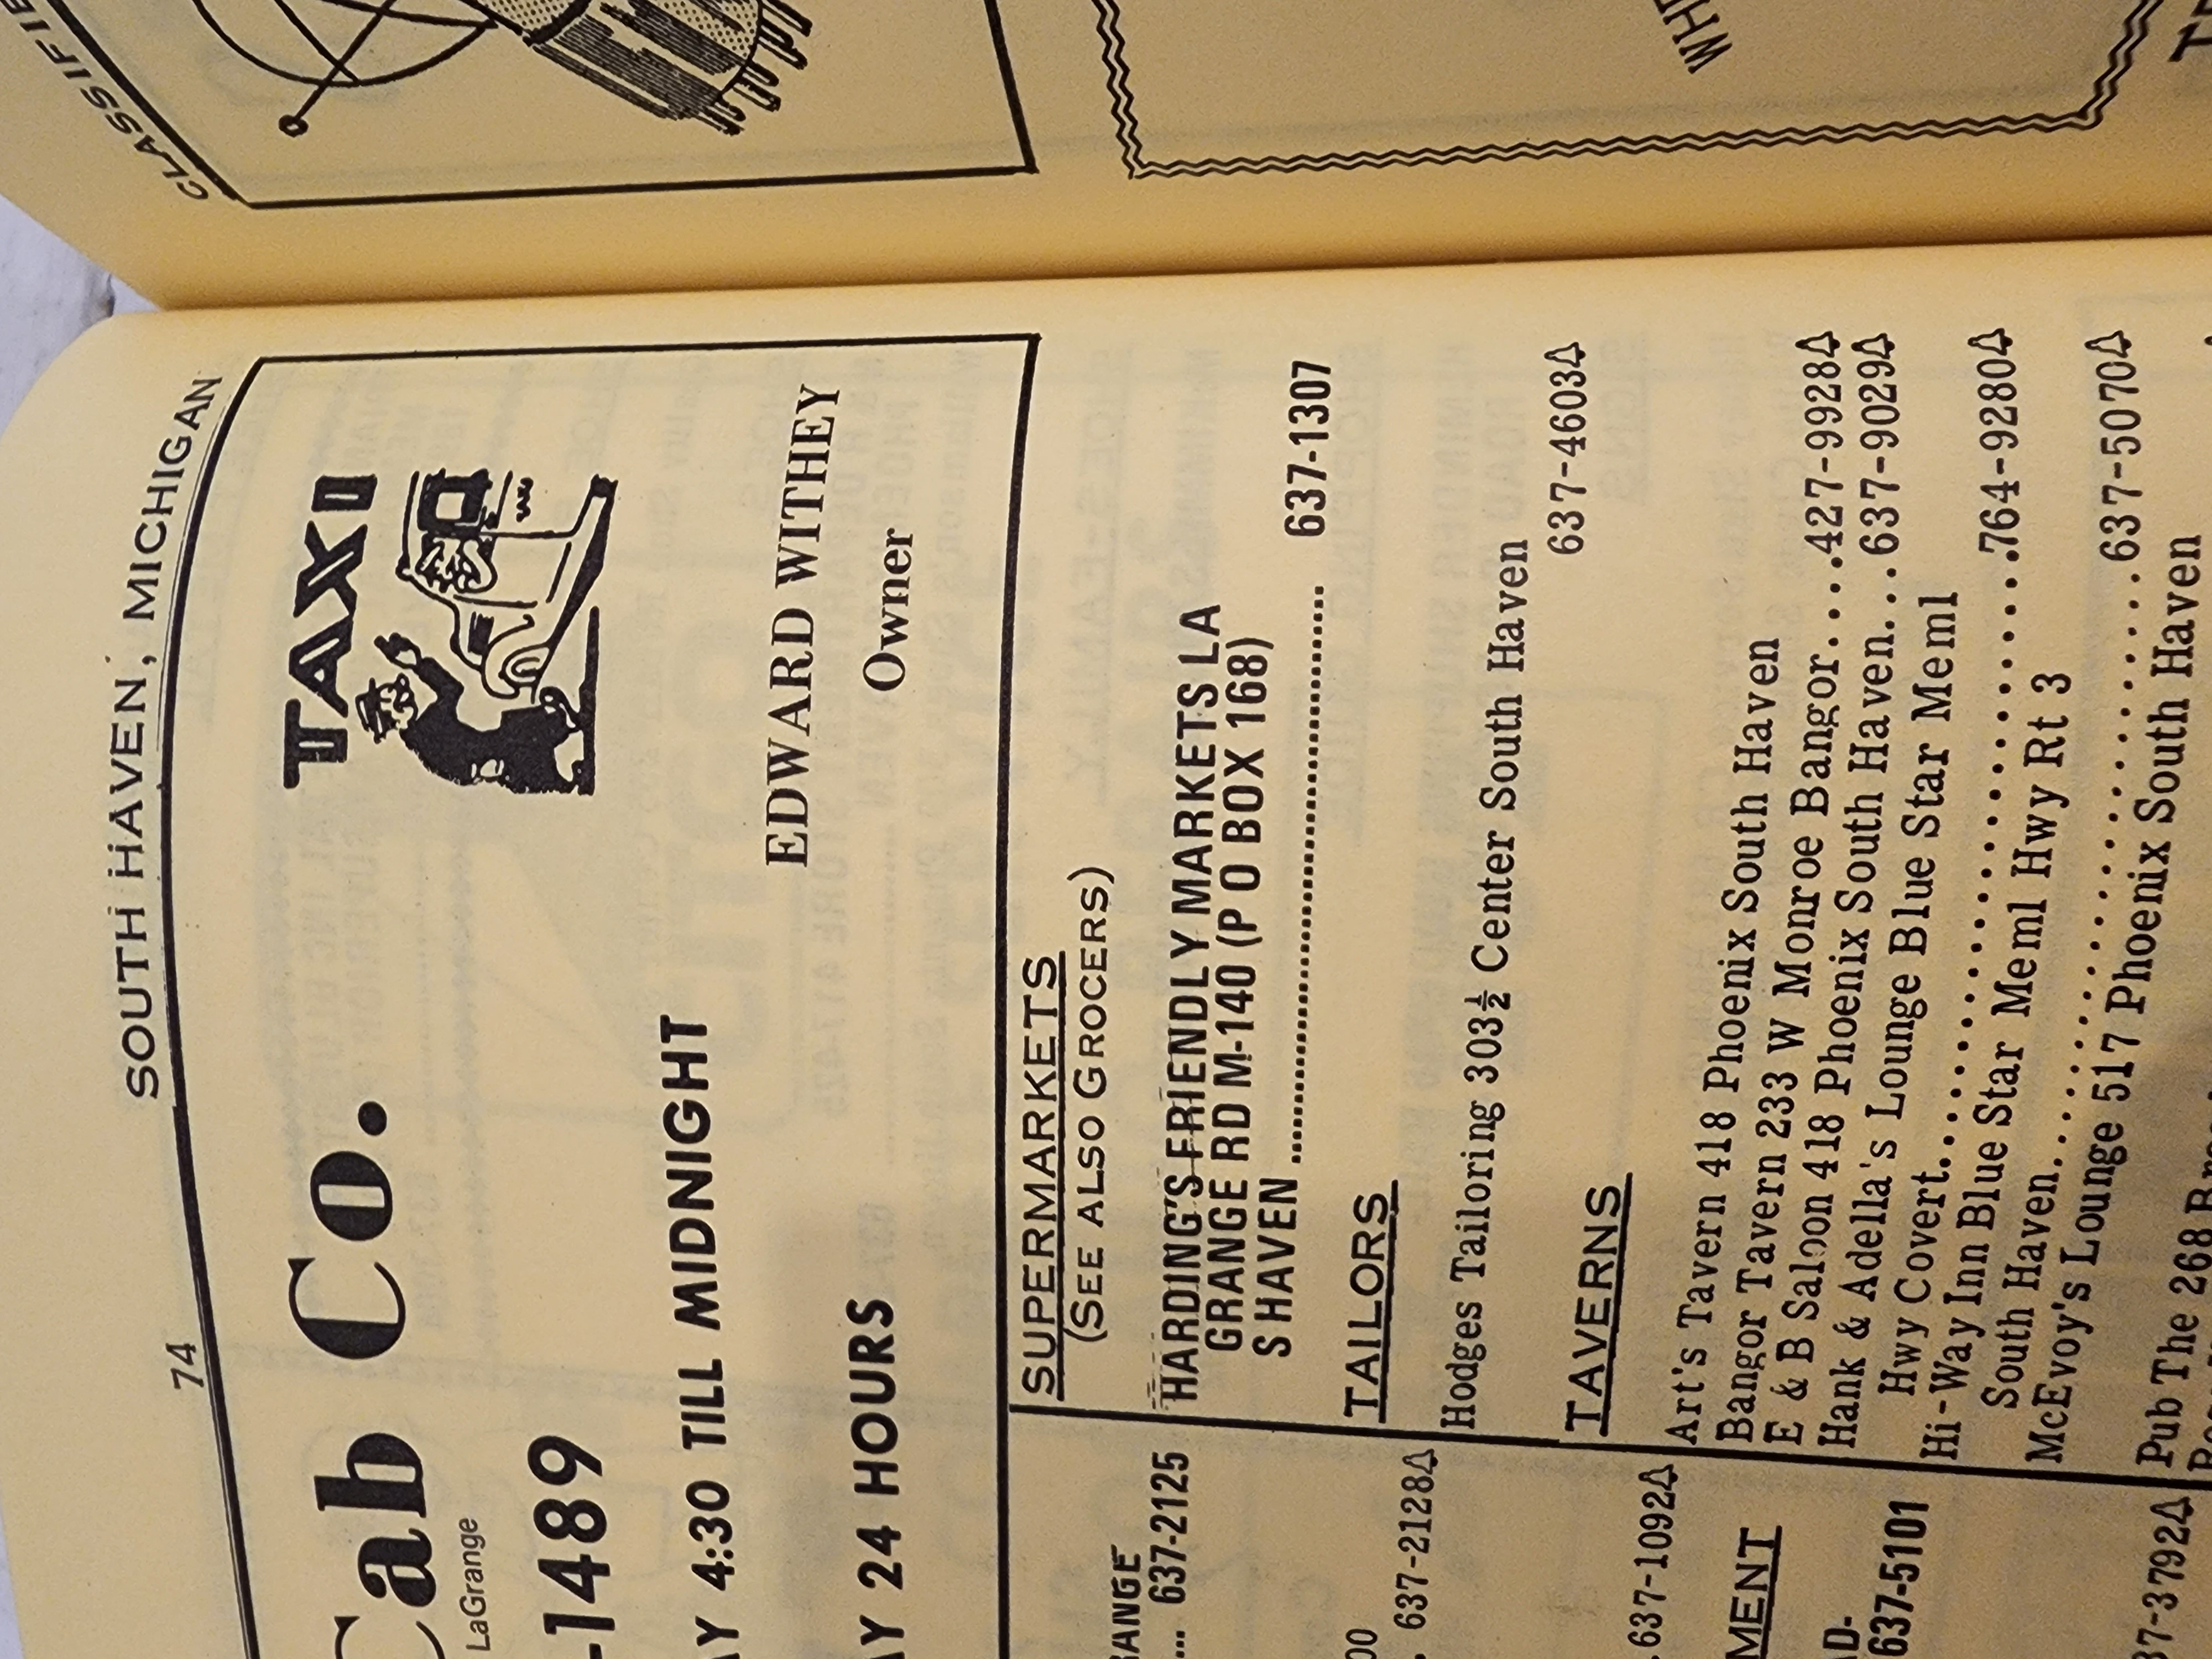 74
SOUTH HAVEN, MICHIGAN
Cab Co.
TAXI
LaGrange
-1489
4:30 TILL MIDNIGHT
EDWARD WITHEY
24 HOURS
Owner
637-2125
637-2128△
637-1092△
637-5101
SUPERMARKETS
(SEE ALSO GROCERS)
HARDING'S FRIENDLY MARKETS LA
GRANGE RD M-140 (P O BOX 168)
S HAVEN .............................. 637-1307
TAILORS
Hodges Tailoring 303½ Center South Haven
637-4603△
TAVERNS
Art's Tavern 418 Phoenix South Haven
Bangor Tavern 233 W Monroe Bangor....427-9928△
E & B Saloon 418 Phoenix South Haven...637-9029△
Hank & Adella's Lounge Blue Star Meml
Hwy Covert.........................764-9280△
Hi-Way Inn Blue Star Meml Hwy Rt 3
South Haven.......................637-5070△
McEvoy's Lounge 517 Phoenix South Haven
Pub The 268